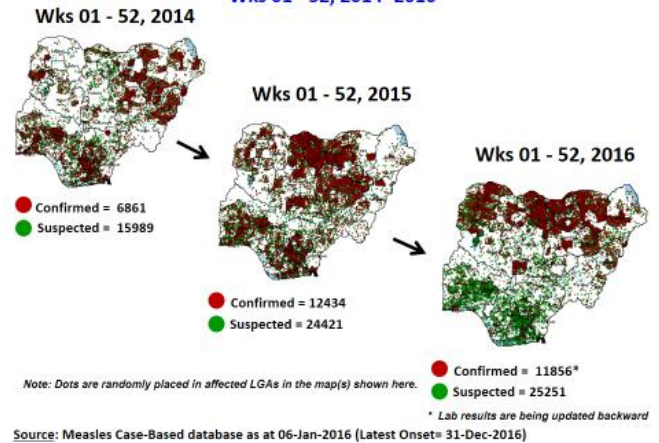 Wks 01 - 52, 2014
Wks 01 - 52, 2015
Wks 01 - 52, 2016
Confirmed = 6861
Suspected = 15989
Confirmed = 12434
Suspected = 24421
Confirmed = 11856*
Suspected = 25251
Note: Dots are randomly placed in affected LGAs in the map(s) shown here.
* Lab results are being updated backward
Source: Measles Case-Based database as at 06-Jan-2016 (Latest Onset= 31-Dec-2016)